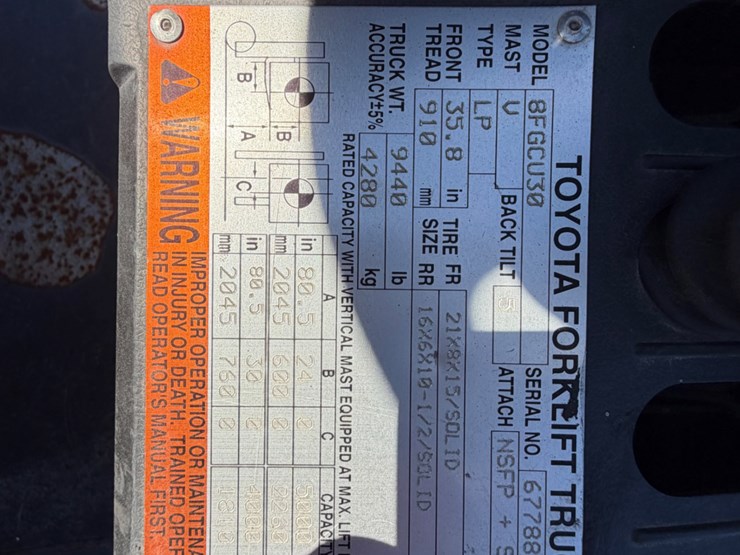 TOYOTA FORKLIFT TRU
MODEL 8FGCU30 SERIAL NO. 67788
MAST V BACK TILT 5 ATTACH NSFP + S
TYPE LP
FRONT TREAD 35.8 in TIRE FR 21X8X15/SOLID
910 mm SIZE RR 16X6X10-1/2/SOLID
TRUCK WT. 9440 lb
ACCURACY±5% 4280 kg
RATED CAPACITY WITH VERTICAL MAST EQUIPPED AT MAX. LIFT
A B C CAPACITY
in 80.5 24 0 5000
mm 2045 600 0
in 80.5 30 0
mm 2045 760 0
B B A C
WARNING
IMPROPER OPERATION OR MAINTENA
IN INJURY OR DEATH. TRAINED OPER
READ OPERATOR'S MANUAL FIRST.